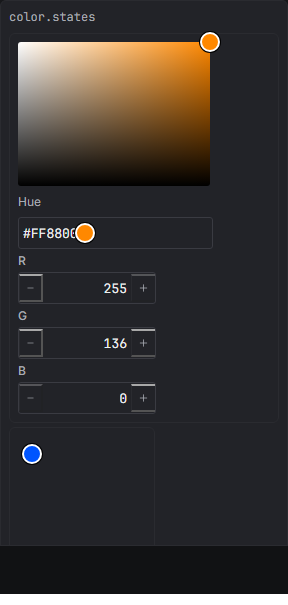 color.states
Hue
#FF8800
R
− 255 +
G
− 136 +
B
− 0 +